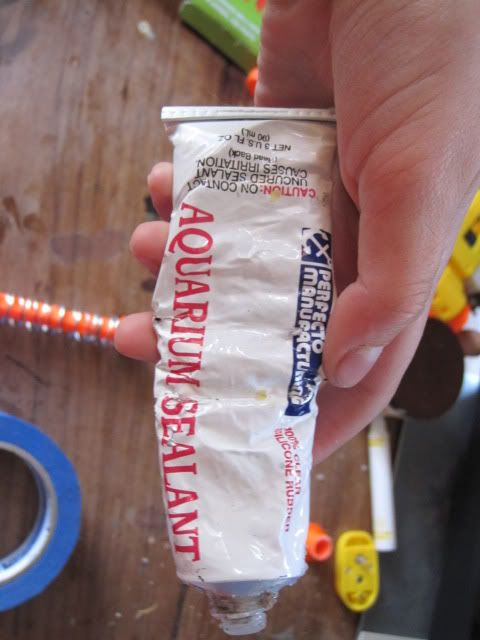 AQUARIUM SEALANT
PERFECTO
MANUFACTURING
100% CLEAR
SILICONE RUBBER
CAUTION: ON CONTACT
UNCURED SEALANT
CAUSES IRRITATION
(Read Back)
NET 3 U.S. FL OZ
(90 mL)